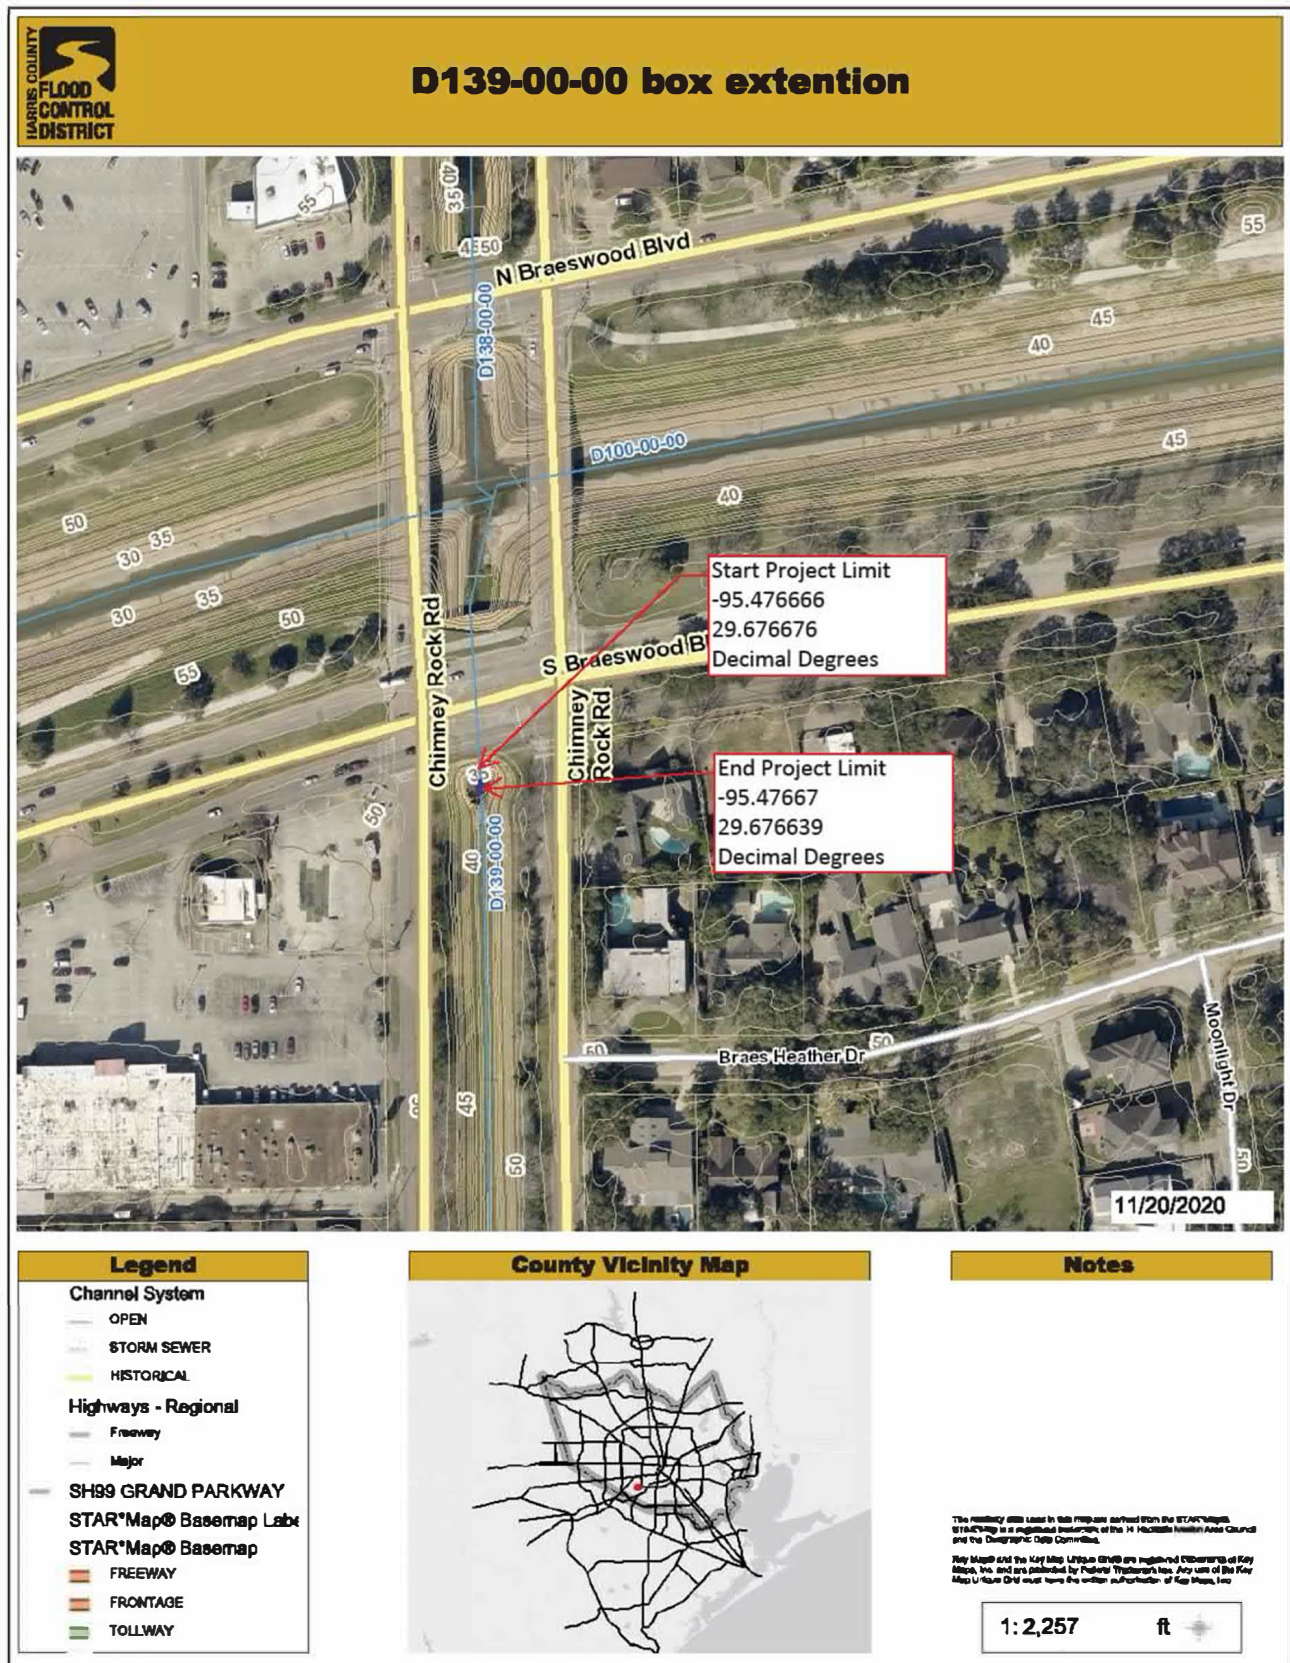 HARRIS COUNTY
FLOOD
CONTROL
DISTRICT
D139-00-00 box extention
55
40
35
4550
N Braeswood Blvd
55
D138-00-00
45
40
D100-00-00
45
40
50
30 35
30
35
50
55
Start Project Limit
-95.476666
29.676676
Decimal Degrees
Chimney Rock Rd
S Braeswood Bl
Chimney
Rock Rd
End Project Limit
-95.47667
29.676639
Decimal Degrees
50
40
D139-00-00
50
Braes Heather Dr
50
Moonlight Dr
45
50
50
11/20/2020
Legend
Channel System
OPEN
STORM SEWER
HISTORICAL
Highways - Regional
Freeway
Major
SH99 GRAND PARKWAY
STAR*Map® Basemap Labe
STAR*Map® Basemap
FREEWAY
FRONTAGE
TOLLWAY
County Vicinity Map
Notes
1: 2,257 ft